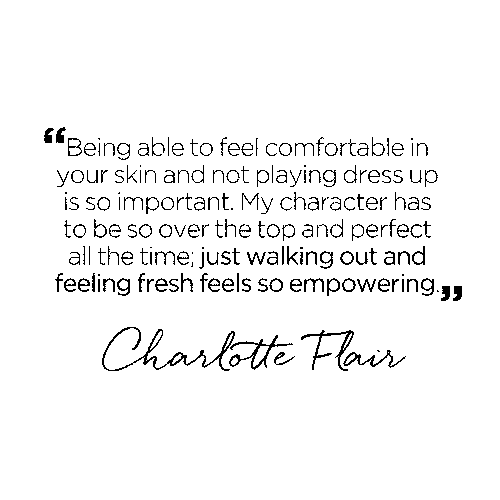 “Being able to feel comfortable in
your skin and not playing dress up
is so important. My character has
to be so over the top and perfect
all the time; just walking out and
feeling fresh feels so empowering.”
Charlotte Flair